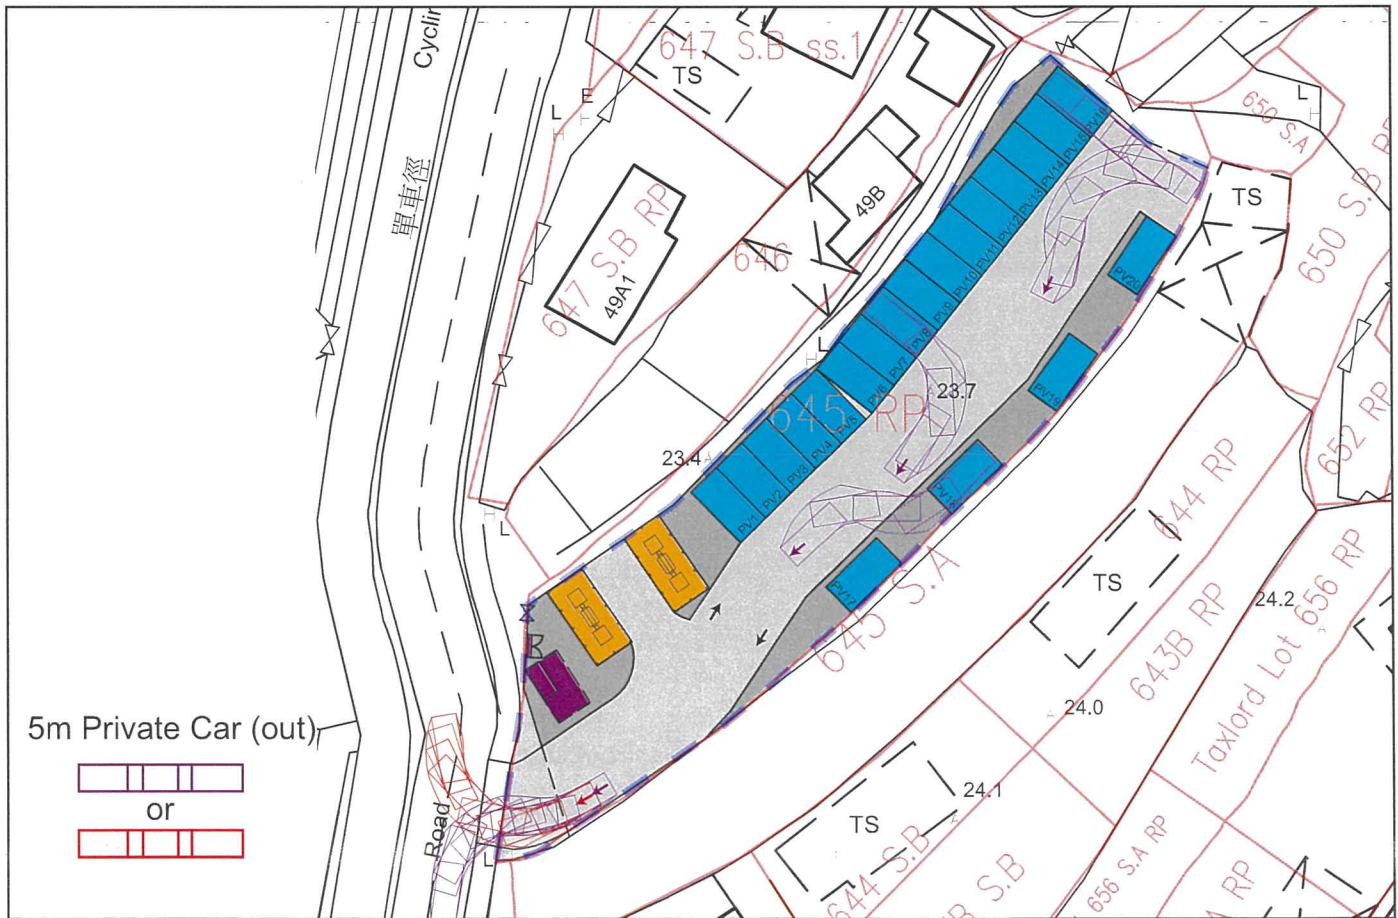 Cyclin
單車徑
647 S.B ss.1
TS
L
E
650 S.A
L
TS
650 S.B RP
49B
646
647 S.B RP
49A1
PV16
PV15
PV14
PV13
PV12
PV11
PV10
PV9
PV8
PV7
PV6
PV5
PV4
PV3
PV2
PV1
PV20
PV19
PV18
PV17
L
23.7
645 RP
23.4
652 RP
644 RP
L
645 S.A
TS
24.2
643B RP
Taxlord Lot 656 RP
24.0
24.1
5m Private Car (out)
or
Road
L
TS
644 S.B
S.B
656 S.A RP
A RP